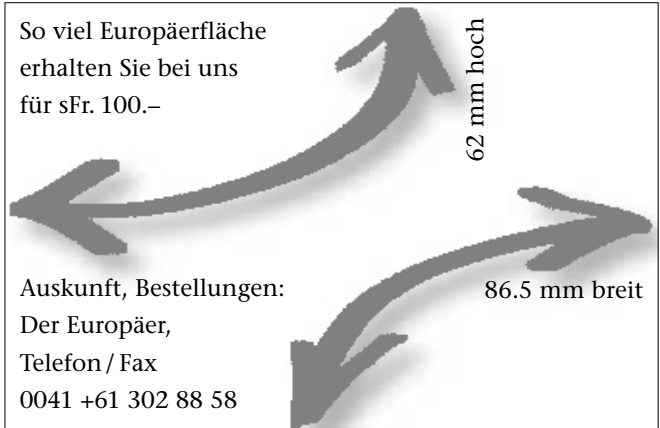 So viel Europäerfläche
erhalten Sie bei uns
für sFr. 100.–
62 mm hoch
86.5 mm breit
Auskunft, Bestellungen:
Der Europäer,
Telefon / Fax
0041 +61 302 88 58